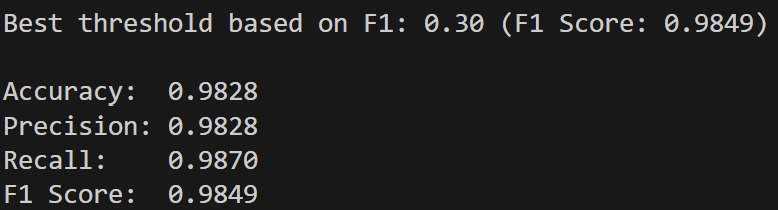 Best threshold based on F1: 0.30 (F1 Score: 0.9849)
Accuracy:  0.9828
Precision: 0.9828
Recall:    0.9870
F1 Score:  0.9849